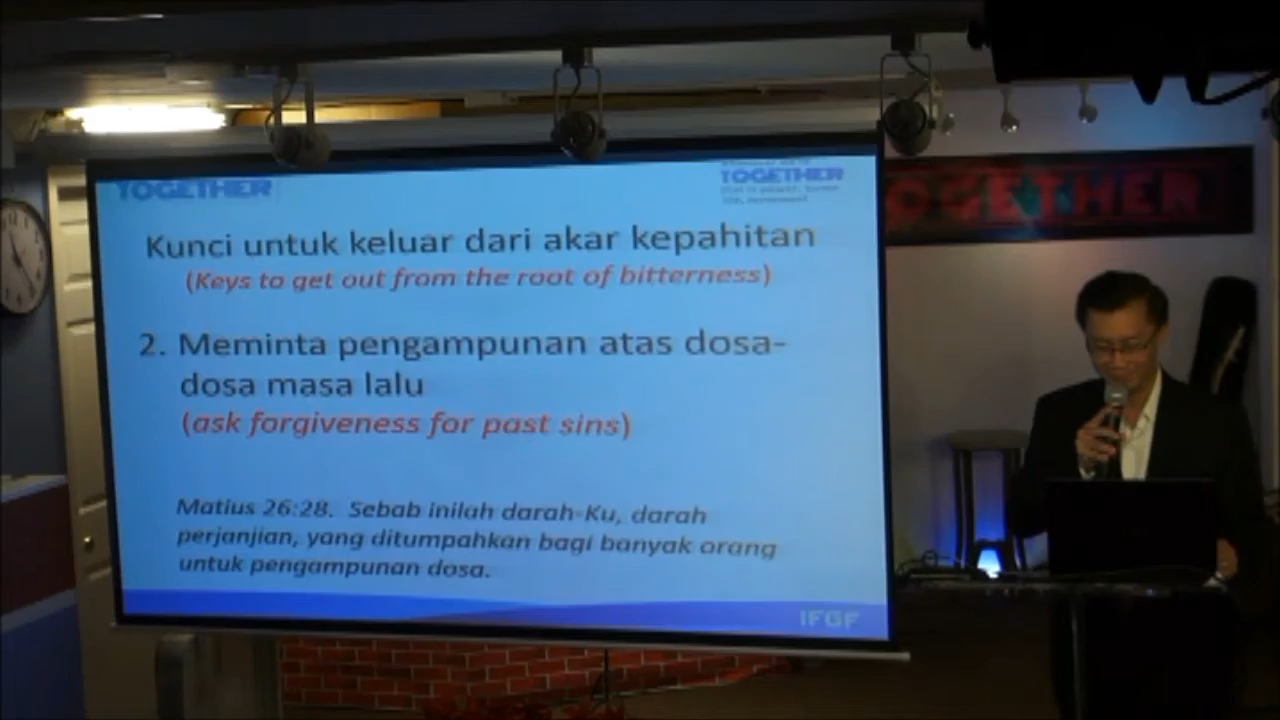 TOGETHER
TOGETHER
Kunci untuk keluar dari akar kepahitan
(Keys to get out from the root of bitterness)
2. Meminta pengampunan atas dosa-
dosa masa lalu
(ask forgiveness for past sins)
Matius 26:28. Sebab inilah darah-Ku, darah
perjanjian, yang ditumpahkan bagi banyak orang
untuk pengampunan dosa.
IFGF
TOGETHER